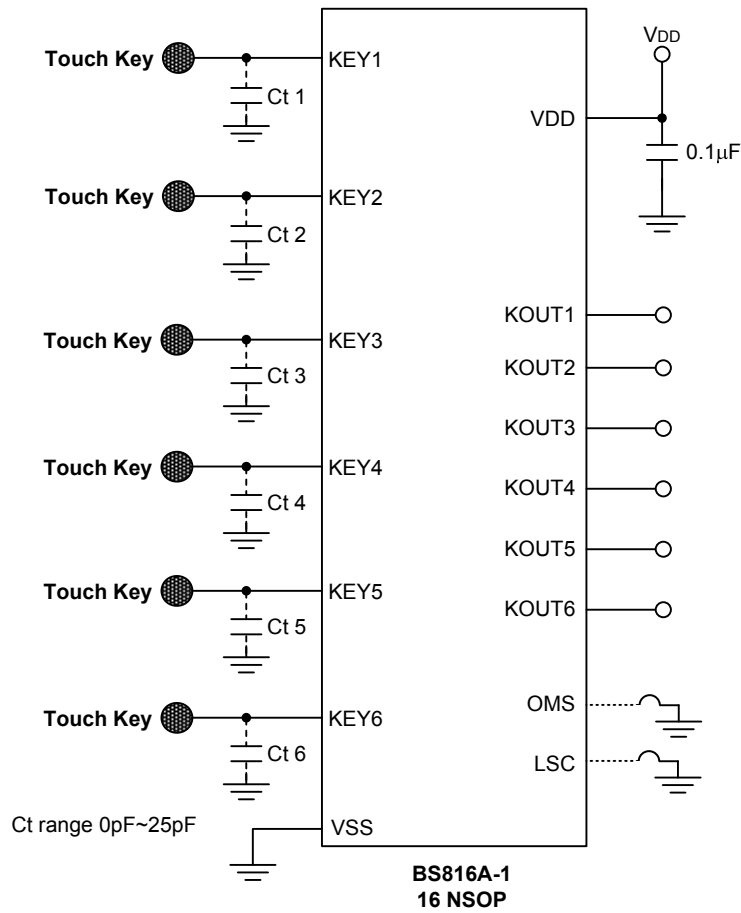 Touch Key
KEY1
Ct 1
Touch Key
KEY2
Ct 2
Touch Key
KEY3
Ct 3
Touch Key
KEY4
Ct 4
Touch Key
KEY5
Ct 5
Touch Key
KEY6
Ct 6
Ct range 0pF~25pF
VSS
VDD
VDD
0.1µF
KOUT1
KOUT2
KOUT3
KOUT4
KOUT5
KOUT6
OMS
LSC
BS816A-1
16 NSOP